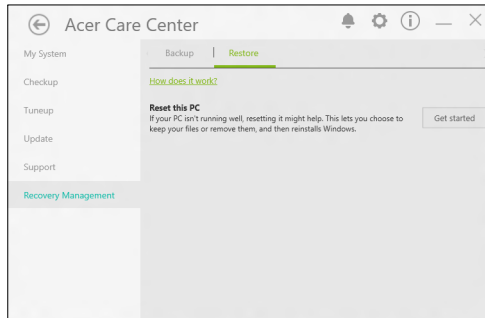 Acer Care Center
My System
Checkup
Tuneup
Update
Support
Recovery Management
Backup
Restore
How does it work?
Reset this PC
If your PC isn't running well, resetting it might help. This lets you choose to
keep your files or remove them, and then reinstalls Windows.
Get started